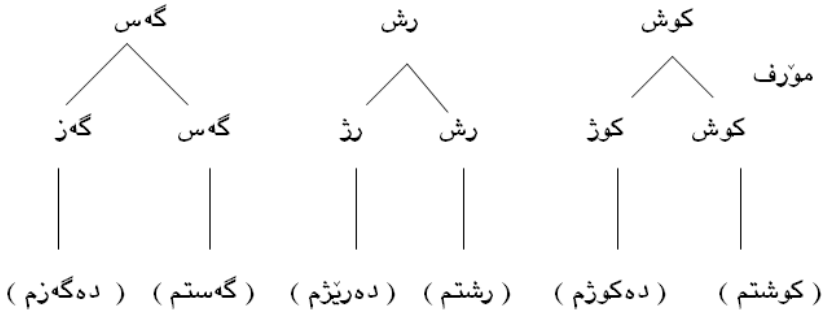 کوش رش گەس
مۆرف
کوش کوژ رش رژ گەس گەز
( کوشتم ) ( دەکوژم ) ( رشتم ) ( دەرێژم ) ( گەستم ) ( دەگەزم )